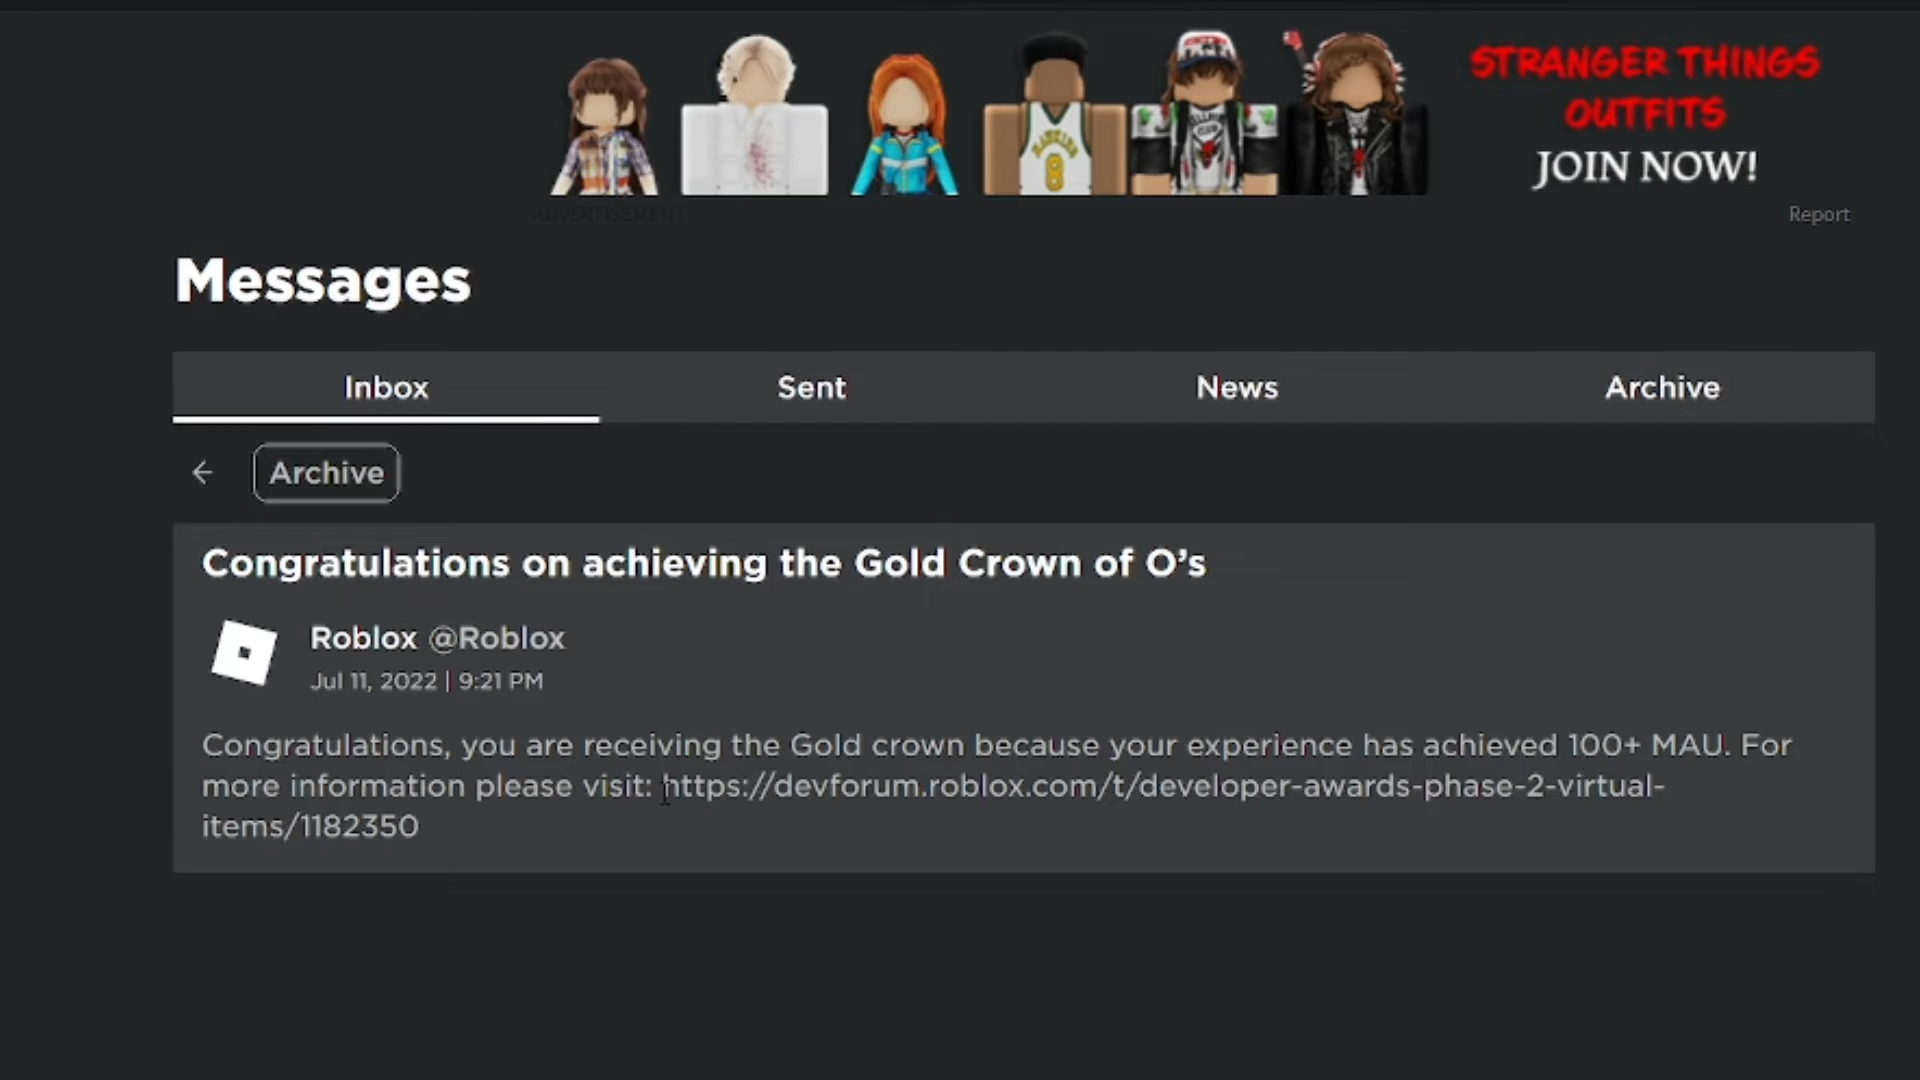 STRANGER THINGS
OUTFITS
JOIN NOW!
ADVERTISEMENT
Report
Messages
Inbox
Sent
News
Archive
Archive
Congratulations on achieving the Gold Crown of O's
Roblox @Roblox
Jul 11, 2022 | 9:21 PM
Congratulations, you are receiving the Gold crown because your experience has achieved 100+ MAU. For
more information please visit: https://devforum.roblox.com/t/developer-awards-phase-2-virtual-
items/1182350